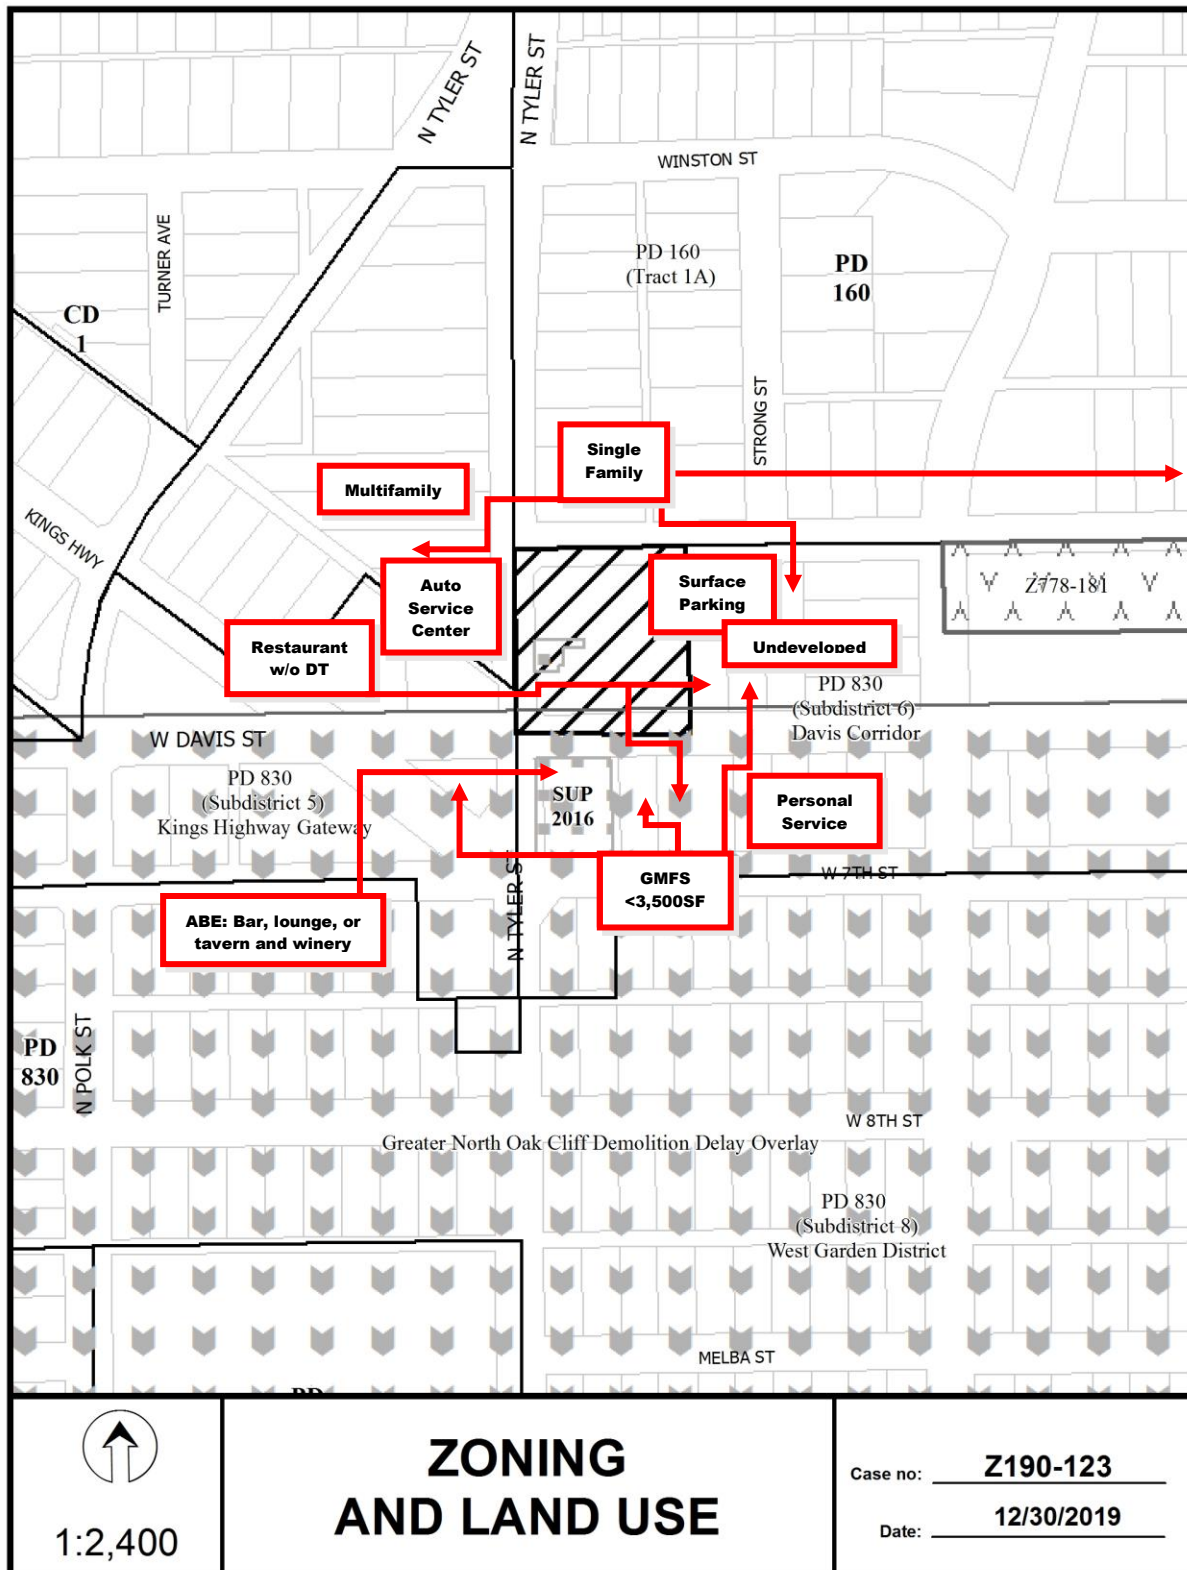 N TYLER ST
N TYLER ST
WINSTON ST
TURNER AVE
PD 160
(Tract 1A)
PD
160
CD
1
STRONG ST
Single
Family
Multifamily
KINGS HWY
Auto
Service
Center
Surface
Parking
Z778-181
Restaurant
w/o DT
Undeveloped
PD 830
(Subdistrict 6)
Davis Corridor
W DAVIS ST
PD 830
(Subdistrict 5)
Kings Highway Gateway
SUP
2016
Personal
Service
W 7TH ST
GMFS
<3,500SF
ABE: Bar, lounge, or
tavern and winery
N TYLER ST
PD
830
N POLK ST
W 8TH ST
Greater North Oak Cliff Demolition Delay Overlay
PD 830
(Subdistrict 8)
West Garden District
MELBA ST
PD
1:2,400
ZONING
AND LAND USE
Case no: Z190-123
Date: 12/30/2019